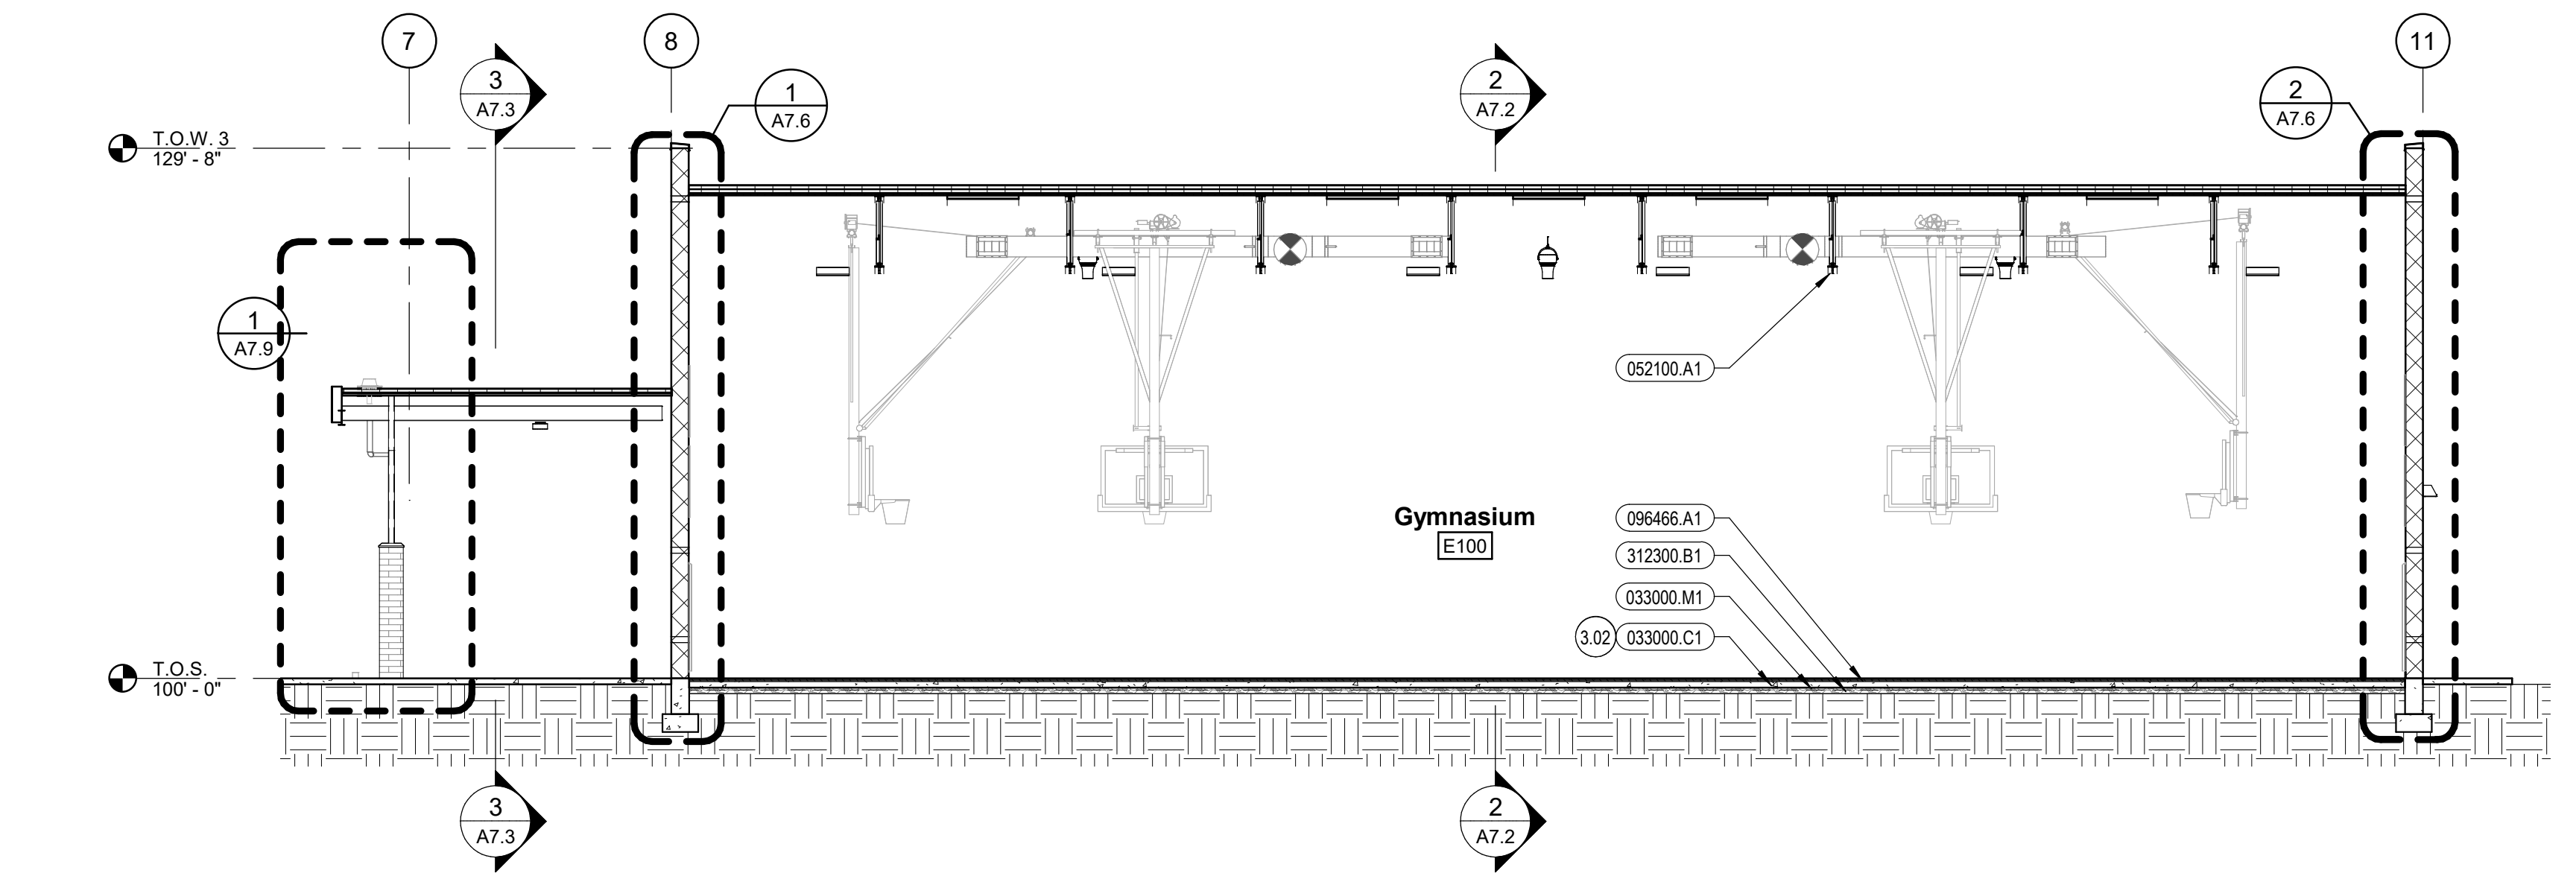 7
8
11
3
A7.3
1
A7.6
2
A7.2
2
A7.6
T.O.W. 3
129' - 8"
1
A7.9
052100.A1
Gymnasium
E100
096466.A1
312300.B1
033000.M1
3.02 033000.C1
T.O.S.
100' - 0"
3
A7.3
2
A7.2